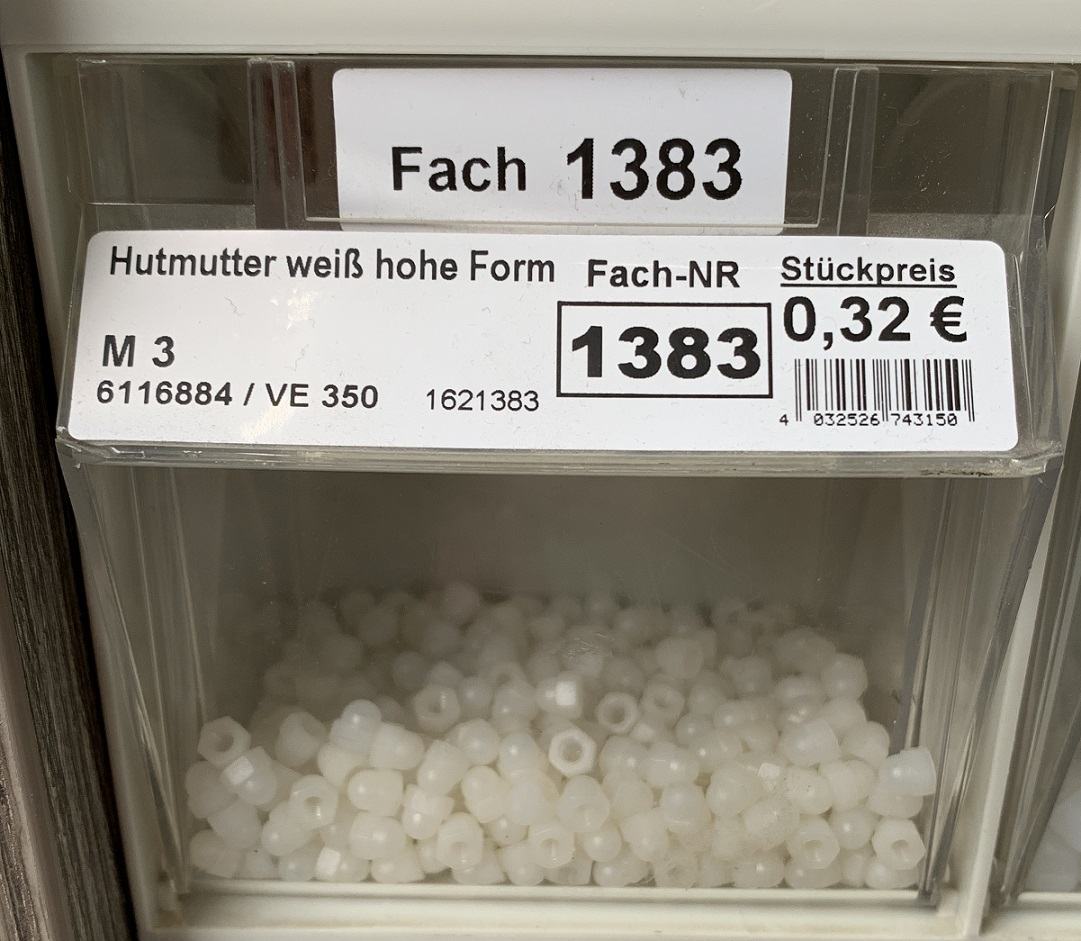 Fach 1383
Hutmutter weiß hohe Form
Fach-NR
Stückpreis
1383
0,32 €
M 3
6116884 / VE 350
1621383
4 032526 743150